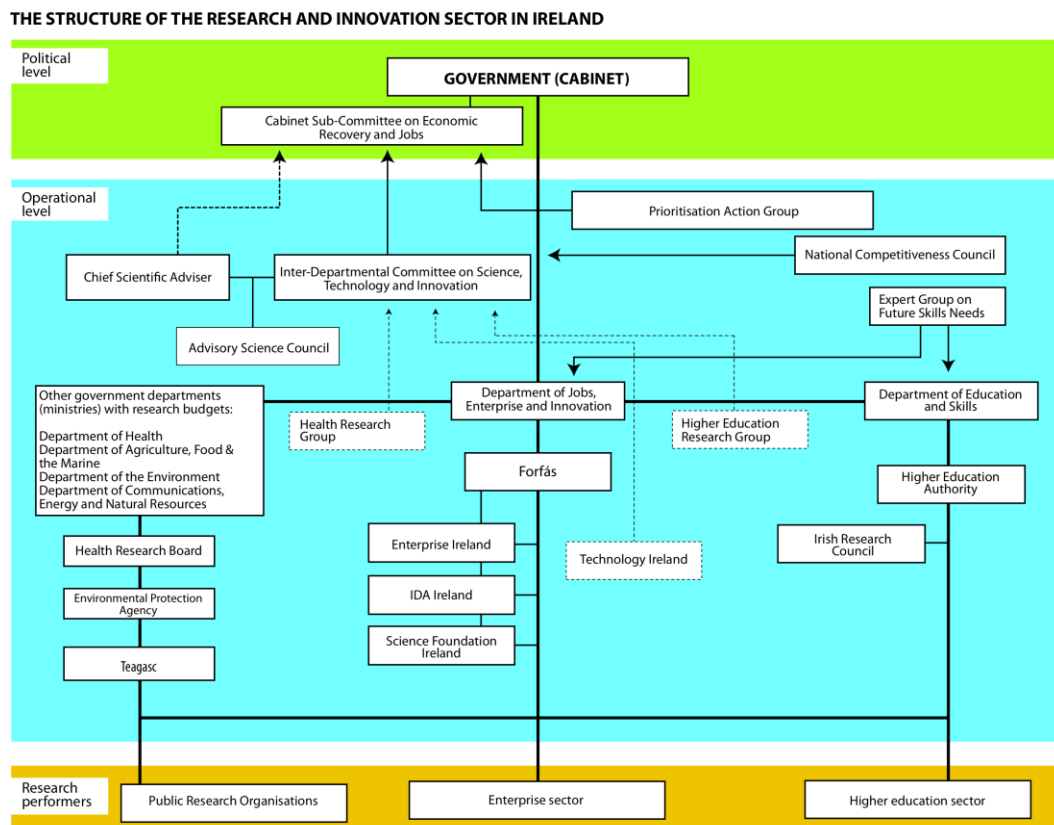 THE STRUCTURE OF THE RESEARCH AND INNOVATION SECTOR IN IRELAND
Political
level
GOVERNMENT (CABINET)
Cabinet Sub-Committee on Economic
Recovery and Jobs
Operational
level
Prioritisation Action Group
National Competitiveness Council
Chief Scientific Adviser
Inter-Departmental Committee on Science,
Technology and Innovation
Expert Group on
Future Skills Needs
Advisory Science Council
Other government departments
(ministries) with research budgets:
Department of Health
Department of Agriculture, Food &
the Marine
Department of the Environment
Department of Communications,
Energy and Natural Resources
Health Research
Group
Department of Jobs,
Enterprise and Innovation
Higher Education
Research Group
Department of Education
and Skills
Forfás
Higher Education
Authority
Health Research Board
Enterprise Ireland
Technology Ireland
Irish Research
Council
Environmental Protection
Agency
IDA Ireland
Teagasc
Science Foundation
Ireland
Research
performers
Public Research Organisations
Enterprise sector
Higher education sector